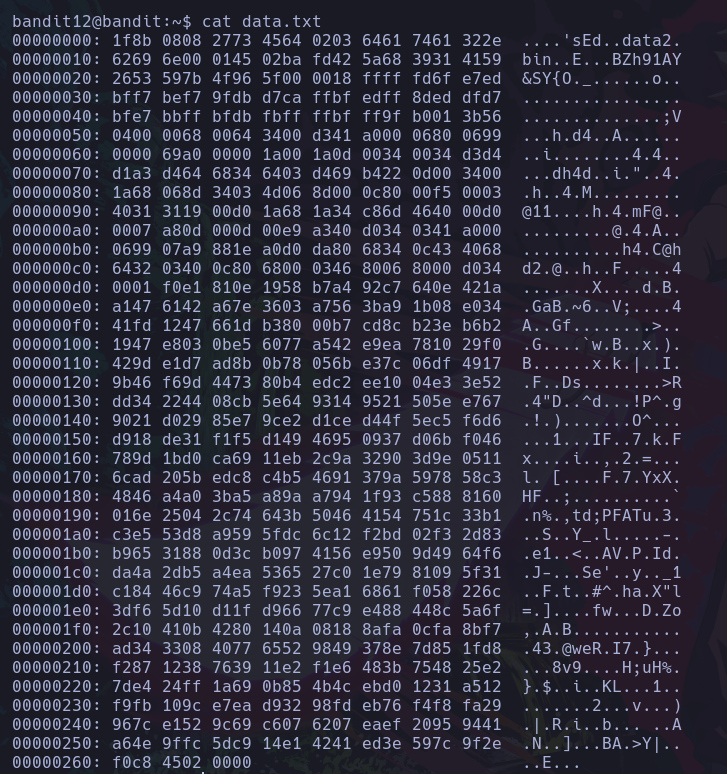 bandit12@bandit:~$ cat data.txt
00000000: 1f8b 0808 2773 4564 0203 6461 7461 322e  ....'sEd..data2.
00000010: 6269 6e00 0145 02ba fd42 5a68 3931 4159  bin..E...BZh91AY
00000020: 2653 597b 4f96 5f00 0018 ffff fd6f e7ed  &SY{O._......o..
00000030: bff7 bef7 9fdb d7ca ffbf edff 8ded dfd7  ................
00000040: bfe7 bbff bfdb fbff ffbf ff9f b001 3b56  ..............;V
00000050: 0400 0068 0064 3400 d341 a000 0680 0699  ...h.d4..A......
00000060: 0000 69a0 0000 1a00 1a0d 0034 0034 d3d4  ..i........4.4..
00000070: d1a3 d464 6834 6403 d469 b422 0d00 3400  ...dh4d..i."..4.
00000080: 1a68 068d 3403 4d06 8d00 0c80 00f5 0003  .h..4.M.........
00000090: 4031 3119 00d0 1a68 1a34 c86d 4640 00d0  @11....h.4.mF@..
000000a0: 0007 a80d 000d 00e9 a340 d034 0341 a000  .........@.4.A..
000000b0: 0699 07a9 881e a0d0 da80 6834 0c43 4068  ..........h4.C@h
000000c0: 6432 0340 0c80 6800 0346 8006 8000 d034  d2.@..h..F.....4
000000d0: 0001 f0e1 810e 1958 b7a4 92c7 640e 421a  .......X....d.B.
000000e0: a147 6142 a67e 3603 a756 3ba9 1b08 e034  .GaB.~6..V;....4
000000f0: 41fd 1247 661d b380 00b7 cd8c b23e b6b2  A..Gf........>..
00000100: 1947 e803 0be5 6077 a542 e9ea 7810 29f0  .G....`w.B..x.).
00000110: 429d e1d7 ad8b 0b78 056b e37c 06df 4917  B......x.k.|..I.
00000120: 9b46 f69d 4473 80b4 edc2 ee10 04e3 3e52  .F..Ds........>R
00000130: dd34 2244 08cb 5e64 9314 9521 505e e767  .4"D..^d...!P^.g
00000140: 9021 d029 85e7 9ce2 d1ce d44f 5ec5 f6d6  .!.).......O^...
00000150: d918 de31 f1f5 d149 4695 0937 d06b f046  ...1...IF..7.k.F
00000160: 789d 1bd0 ca69 11eb 2c9a 3290 3d9e 0511  x....i..,.2.=...
00000170: 6cad 205b edc8 c4b5 4691 379a 5978 58c3  l. [....F.7.YxX.
00000180: 4846 a4a0 3ba5 a89a a794 1f93 c588 8160  HF..;..........`
00000190: 016e 2504 2c74 643b 5046 4154 751c 33b1  .n%.,td;PFATu.3.
000001a0: c3e5 53d8 a959 5fdc 6c12 f2bd 02f3 2d83  ..S..Y_.l.....-.
000001b0: b965 3188 0d3c b097 4156 e950 9d49 64f6  .e1..<..AV.P.Id.
000001c0: da4a 2db5 a4ea 5365 27c0 1e79 8109 5f31  .J-...Se'..y.._1
000001d0: c184 46c9 74a5 f923 5ea1 6861 f058 226c  ..F.t..#^.ha.X"l
000001e0: 3df6 5d10 d11f d966 77c9 e488 448c 5a6f  =.]....fw...D.Zo
000001f0: 2c10 410b 4280 140a 0818 8afa 0cfa 8bf7  ,.A.B...........
00000200: ad34 3308 4077 6552 9849 378e 7d85 1fd8  .43.@weR.I7.}...
00000210: f287 1238 7639 11e2 f1e6 483b 7548 25e2  ...8v9....H;uH%.
00000220: 7de4 24ff 1a69 0b85 4b4c ebd0 1231 a512  }.$..i..KL...1..
00000230: f9fb 109c e7ea d932 98fd eb76 f4f8 fa29  .......2...v...)
00000240: 967c e152 9c69 c607 6207 eaef 2095 9441  .|.R.i..b... ..A
00000250: a64e 9ffc 5dc9 14e1 4241 ed3e 597c 9f2e  .N..]...BA.>Y|..
00000260: f0c8 4502 0000                           ..E...